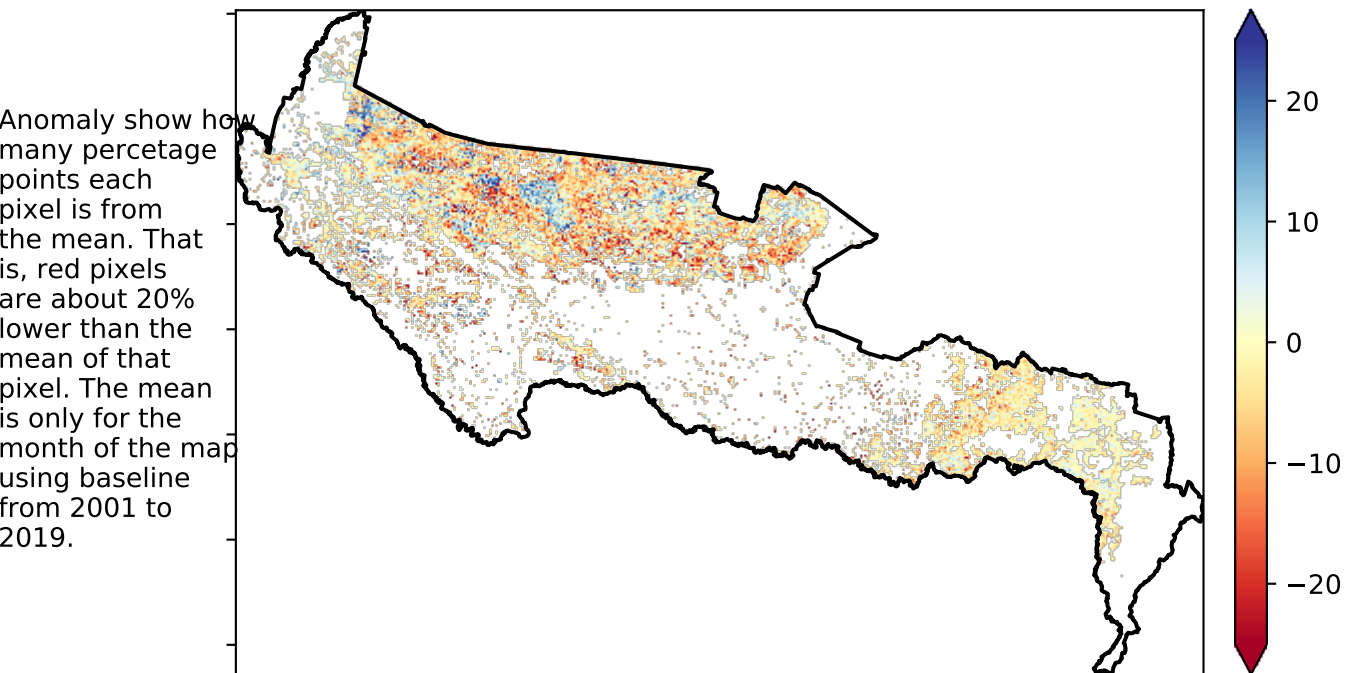 Anomaly show how
many percetage
points each
pixel is from
the mean. That
is, red pixels
are about 20%
lower than the
mean of that
pixel. The mean
is only for the
month of the map
using baseline
from 2001 to
2019.
20
10
0
−10
−20